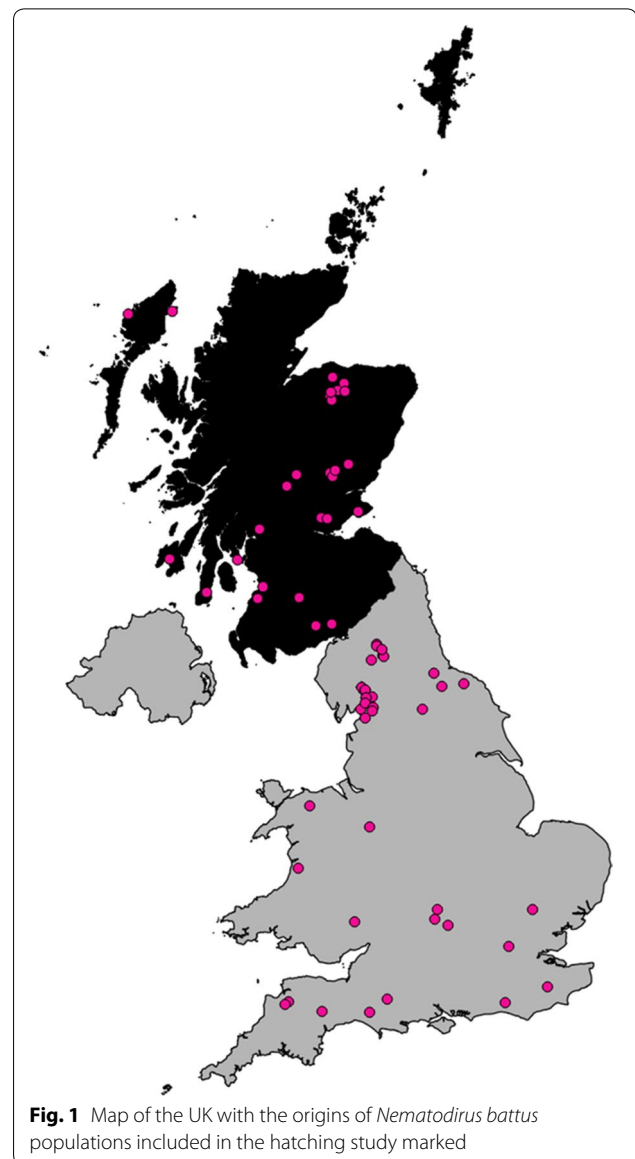 Fig. 1 Map of the UK with the origins of Nematodirus battus
populations included in the hatching study marked